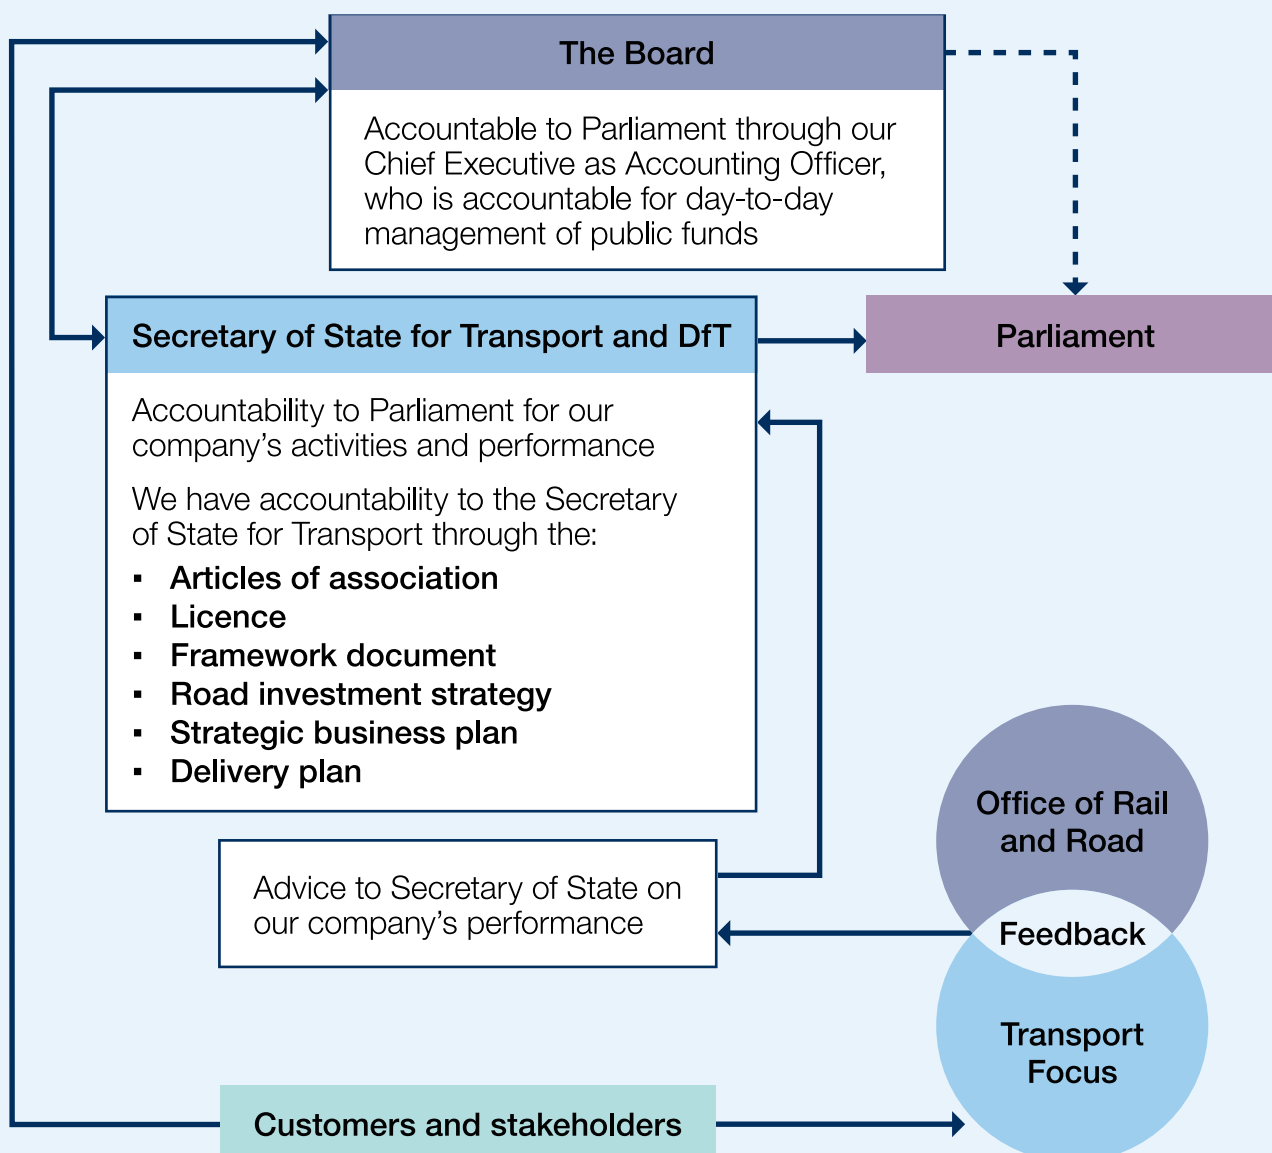 The Board
Accountable to Parliament through our
Chief Executive as Accounting Officer,
who is accountable for day-to-day
management of public funds
Secretary of State for Transport and DfT
Parliament
Accountability to Parliament for our
company’s activities and performance
We have accountability to the Secretary
of State for Transport through the:
▪ Articles of association
▪ Licence
▪ Framework document
▪ Road investment strategy
▪ Strategic business plan
▪ Delivery plan
Office of Rail
and Road
Advice to Secretary of State on
our company’s performance
Feedback
Transport
Focus
Customers and stakeholders